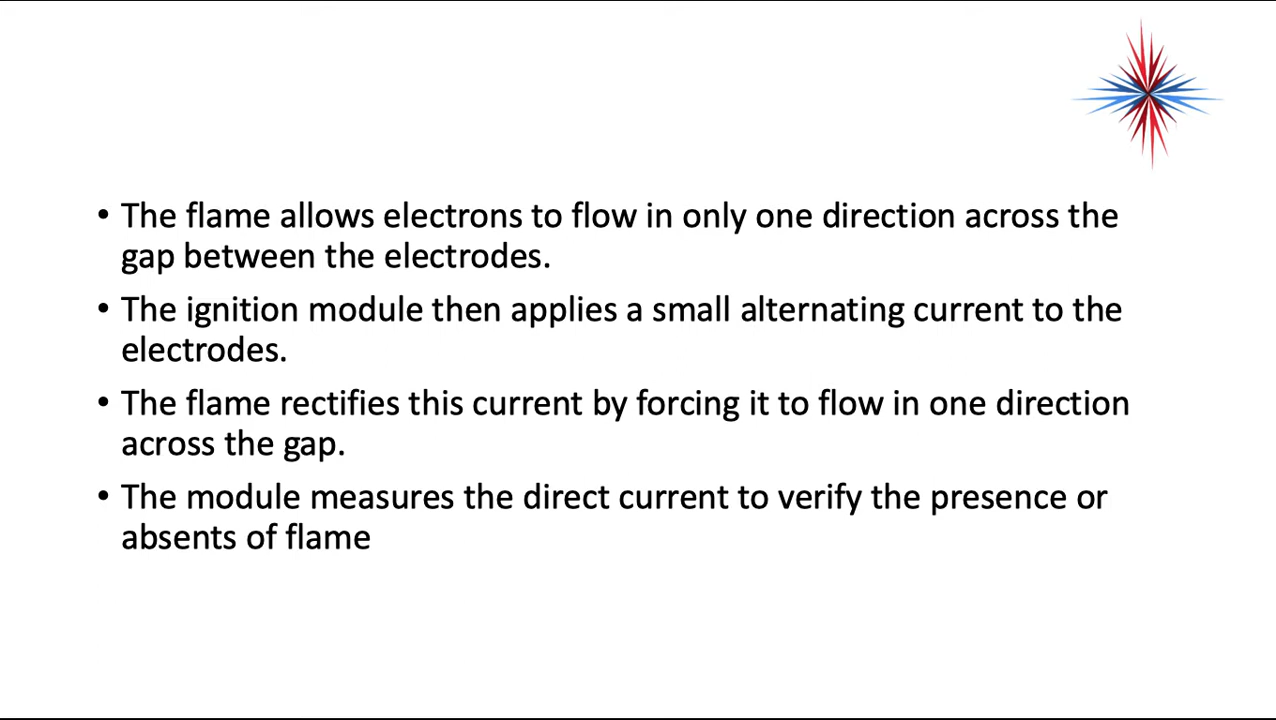 • The flame allows electrons to flow in only one direction across the
gap between the electrodes.
• The ignition module then applies a small alternating current to the
electrodes.
• The flame rectifies this current by forcing it to flow in one direction
across the gap.
• The module measures the direct current to verify the presence or
absents of flame